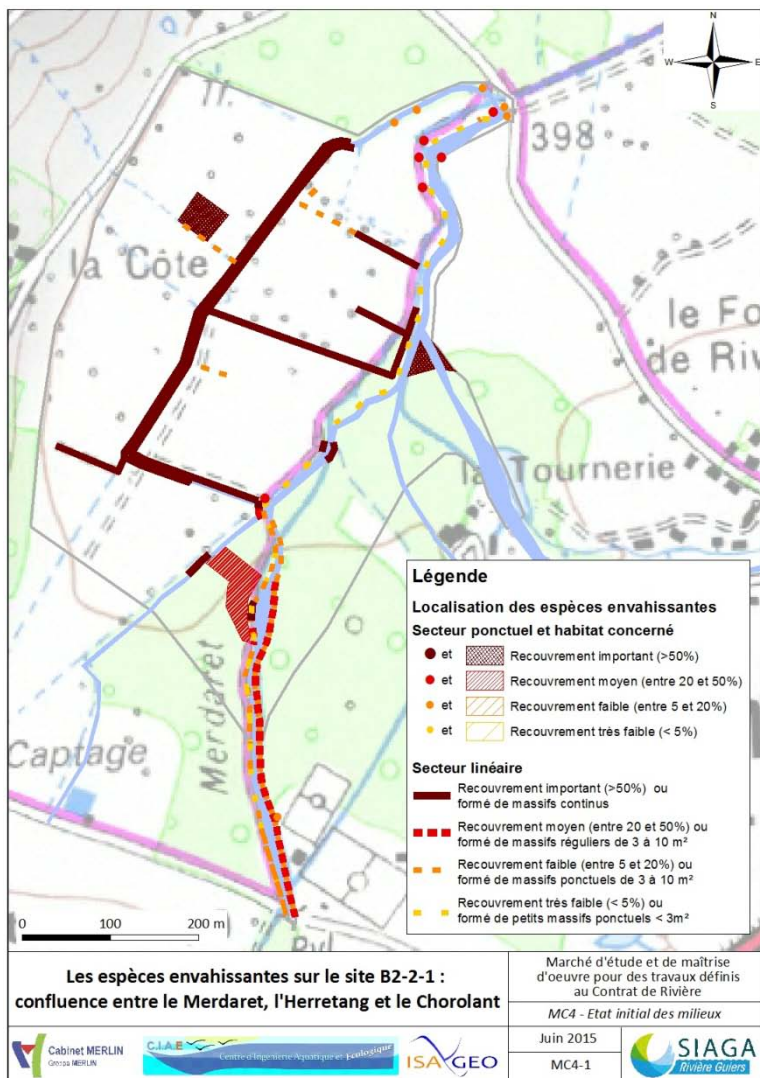 N
W
E
S
398
la Côte
le Fo
de Riv
la Tournerie
Merdaret
Captage
Légende
Localisation des espèces envahissantes
Secteur ponctuel et habitat concerné
et Recouvrement important (>50%)
et Recouvrement moyen (entre 20 et 50%)
et Recouvrement faible (entre 5 et 20%)
et Recouvrement très faible (< 5%)
Secteur linéaire
Recouvrement important (>50%) ou
formé de massifs continus
Recouvrement moyen (entre 20 et 50%) ou
formé de massifs réguliers de 3 à 10 m²
Recouvrement faible (entre 5 et 20%) ou
formé de massifs ponctuels de 3 à 10 m²
Recouvrement très faible (< 5%) ou
formé de petits massifs ponctuels < 3m²
0 100 200 m
Les espèces envahissantes sur le site B2-2-1 :
confluence entre le Merdaret, l'Herretang et le Chorolant
Marché d'étude et de maîtrise
d'oeuvre pour des travaux définis
au Contrat de Rivière
MC4 - Etat initial des milieux
Juin 2015
MC4-1
Cabinet MERLIN
Groupe MERLIN
C.I.A.E
Centre d'Ingenierie Aquatique et Ecologique
ISA GEO
SIAGA
Rivière Guiers